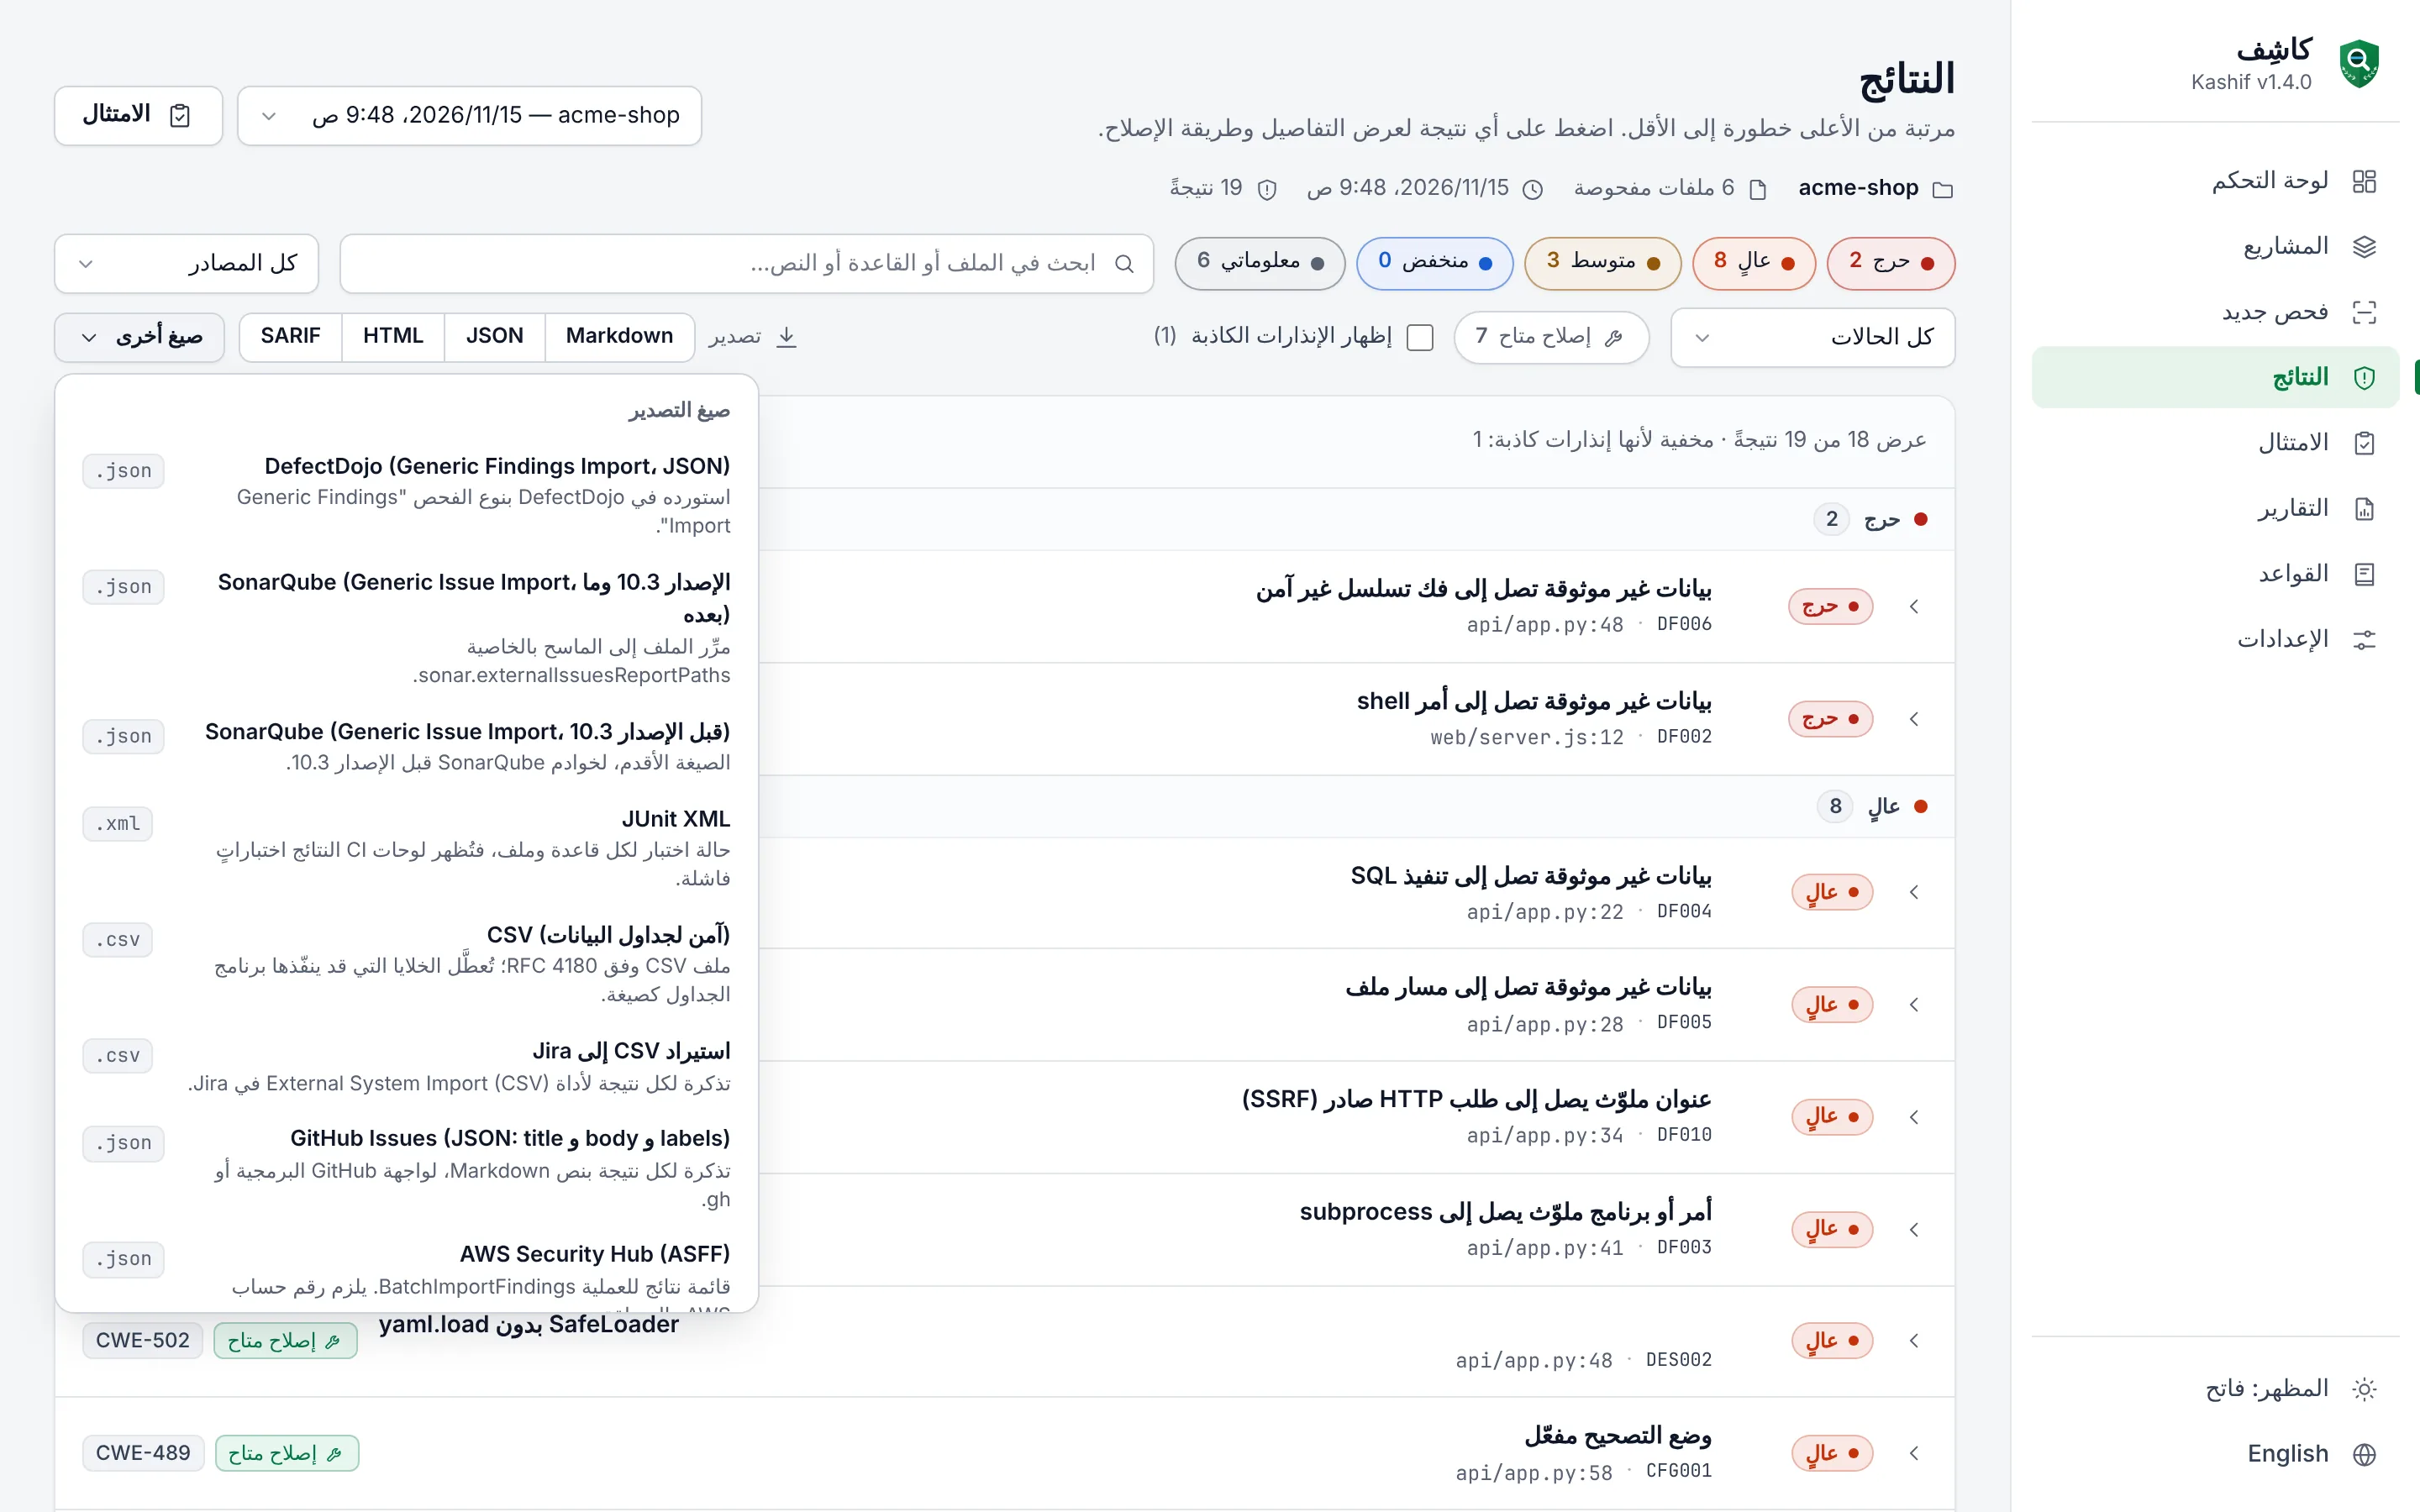 كاشِف
Kashif v1.4.0
لوحة التحكم
المشاريع
فحص جديد
النتائج
الامتثال
التقارير
القواعد
الإعدادات
المظهر: فاتح
English
النتائج
مرتبة من الأعلى خطورة إلى الأقل. اضغط على أي نتيجة لعرض التفاصيل وطريقة الإصلاح.
acme-shop — 2026/11/15، 9:48 ص
الامتثال
acme-shop 6 ملفات مفحوصة 2026/11/15، 9:48 ص 19 نتيجةً
حرج 2 عالٍ 8 متوسط 3 منخفض 0 معلوماتي 6
ابحث في الملف أو القاعدة أو النص...
كل المصادر
كل الحالات
إصلاح متاح 7
إظهار الإنذارات الكاذبة (1)
تصدير
Markdown JSON HTML SARIF
صيغ أخرى
عرض 18 من 19 نتيجةً · مخفية لأنها إنذارات كاذبة: 1
حرج 2
حرج
بيانات غير موثوقة تصل إلى فك تسلسل غير آمن
DF006 · api/app.py:48
حرج
بيانات غير موثوقة تصل إلى أمر shell
DF002 · web/server.js:12
عالٍ 8
عالٍ
بيانات غير موثوقة تصل إلى تنفيذ SQL
DF004 · api/app.py:22
عالٍ
بيانات غير موثوقة تصل إلى مسار ملف
DF005 · api/app.py:28
عالٍ
عنوان ملوّث يصل إلى طلب HTTP صادر (SSRF)
DF010 · api/app.py:34
عالٍ
أمر أو برنامج ملوّث يصل إلى subprocess
DF003 · api/app.py:41
عالٍ
yaml.load بدون SafeLoader
DES002 · api/app.py:48
إصلاح متاح
CWE-502
عالٍ
وضع التصحيح مفعّل
CFG001 · api/app.py:58
إصلاح متاح
CWE-489
صيغ التصدير
DefectDojo (Generic Findings Import، JSON)
.json
استورده في DefectDojo بنوع الفحص "Generic Findings
Import".
SonarQube (Generic Issue Import، الإصدار 10.3 وما
بعده)
.json
مرِّر الملف إلى الماسح بالخاصية
sonar.externalIssuesReportPaths.
SonarQube (Generic Issue Import، قبل الإصدار 10.3)
.json
الصيغة الأقدم، لخوادم SonarQube قبل الإصدار 10.3.
JUnit XML
.xml
حالة اختبار لكل قاعدة وملف، فتُظهر لوحات CI النتائج اختباراتٍ
فاشلة.
CSV (آمن لجداول البيانات)
.csv
ملف CSV وفق RFC 4180؛ تُعطَّل الخلايا التي قد ينفّذها برنامج
الجداول كصيغة.
استيراد CSV إلى Jira
.csv
تذكرة لكل نتيجة لأداة External System Import (CSV) في Jira.
GitHub Issues (JSON: title و body و labels)
.json
تذكرة لكل نتيجة بنص Markdown، لواجهة GitHub البرمجية أو
gh.
AWS Security Hub (ASFF)
.json
قائمة نتائج للعملية BatchImportFindings. يلزم رقم حساب